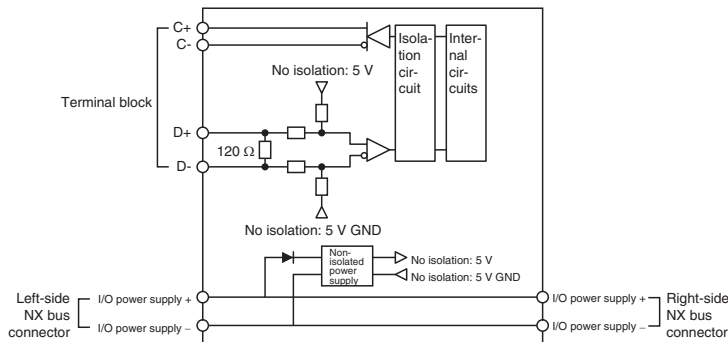 C+
C-
Terminal block
D+
D-
No isolation: 5 V
120 Ω
No isolation: 5 V GND
Isola-
tion
cir-
cuit
Inter-
nal
cir-
cuits
Non-
isolated
power
supply
No isolation: 5 V
No isolation: 5 V GND
Left-side
NX bus
connector
I/O power supply +
I/O power supply –
I/O power supply +
I/O power supply –
Right-side
NX bus
connector